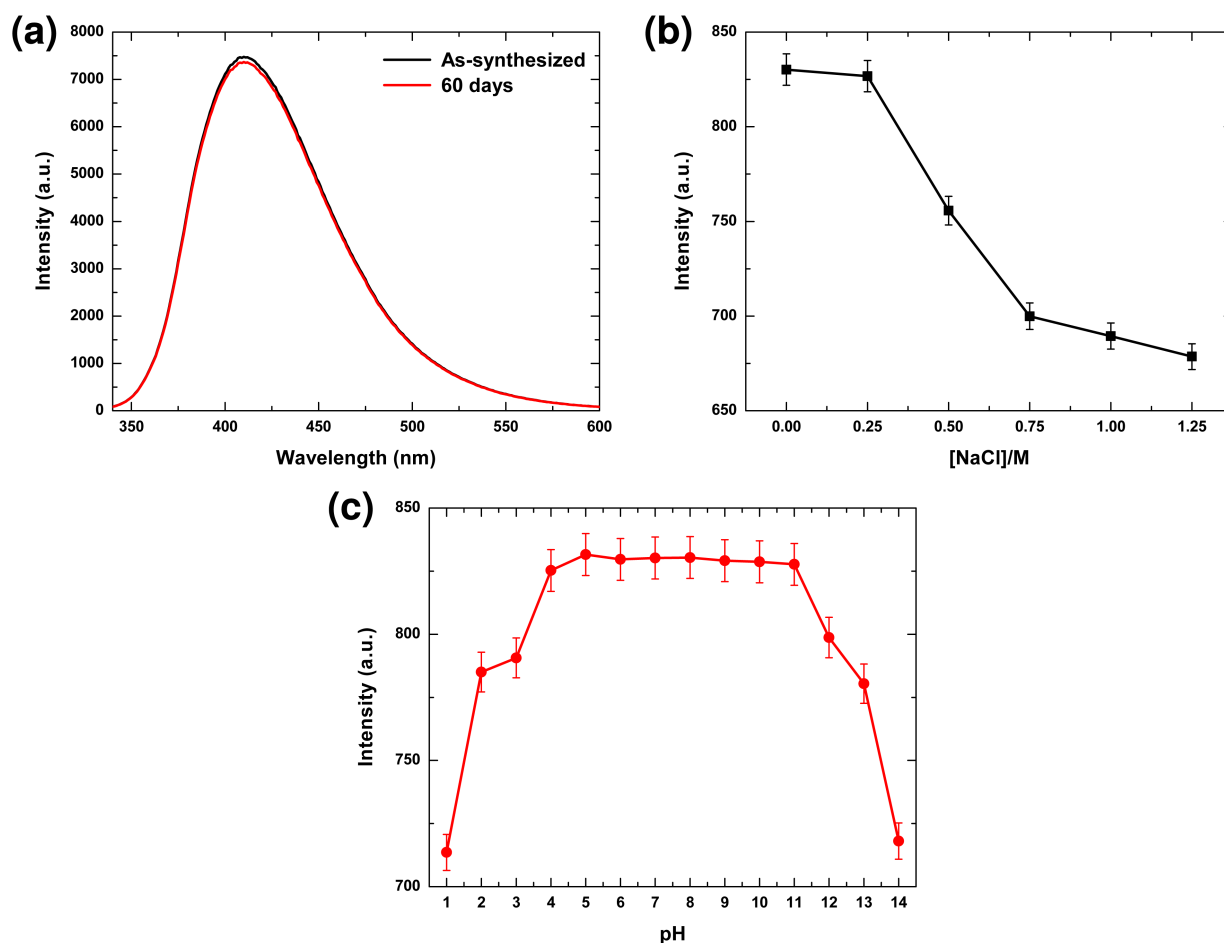 (a)
8000
7000
6000
5000
4000
3000
2000
1000
0
Intensity (a.u.)
As-synthesized
60 days
350 400 450 500 550 600
Wavelength (nm)
(b)
850
800
750
700
650
Intensity (a.u.)
0.00 0.25 0.50 0.75 1.00 1.25
[NaCl]/M
(c)
850
800
750
700
Intensity (a.u.)
1 2 3 4 5 6 7 8 9 10 11 12 13 14
pH